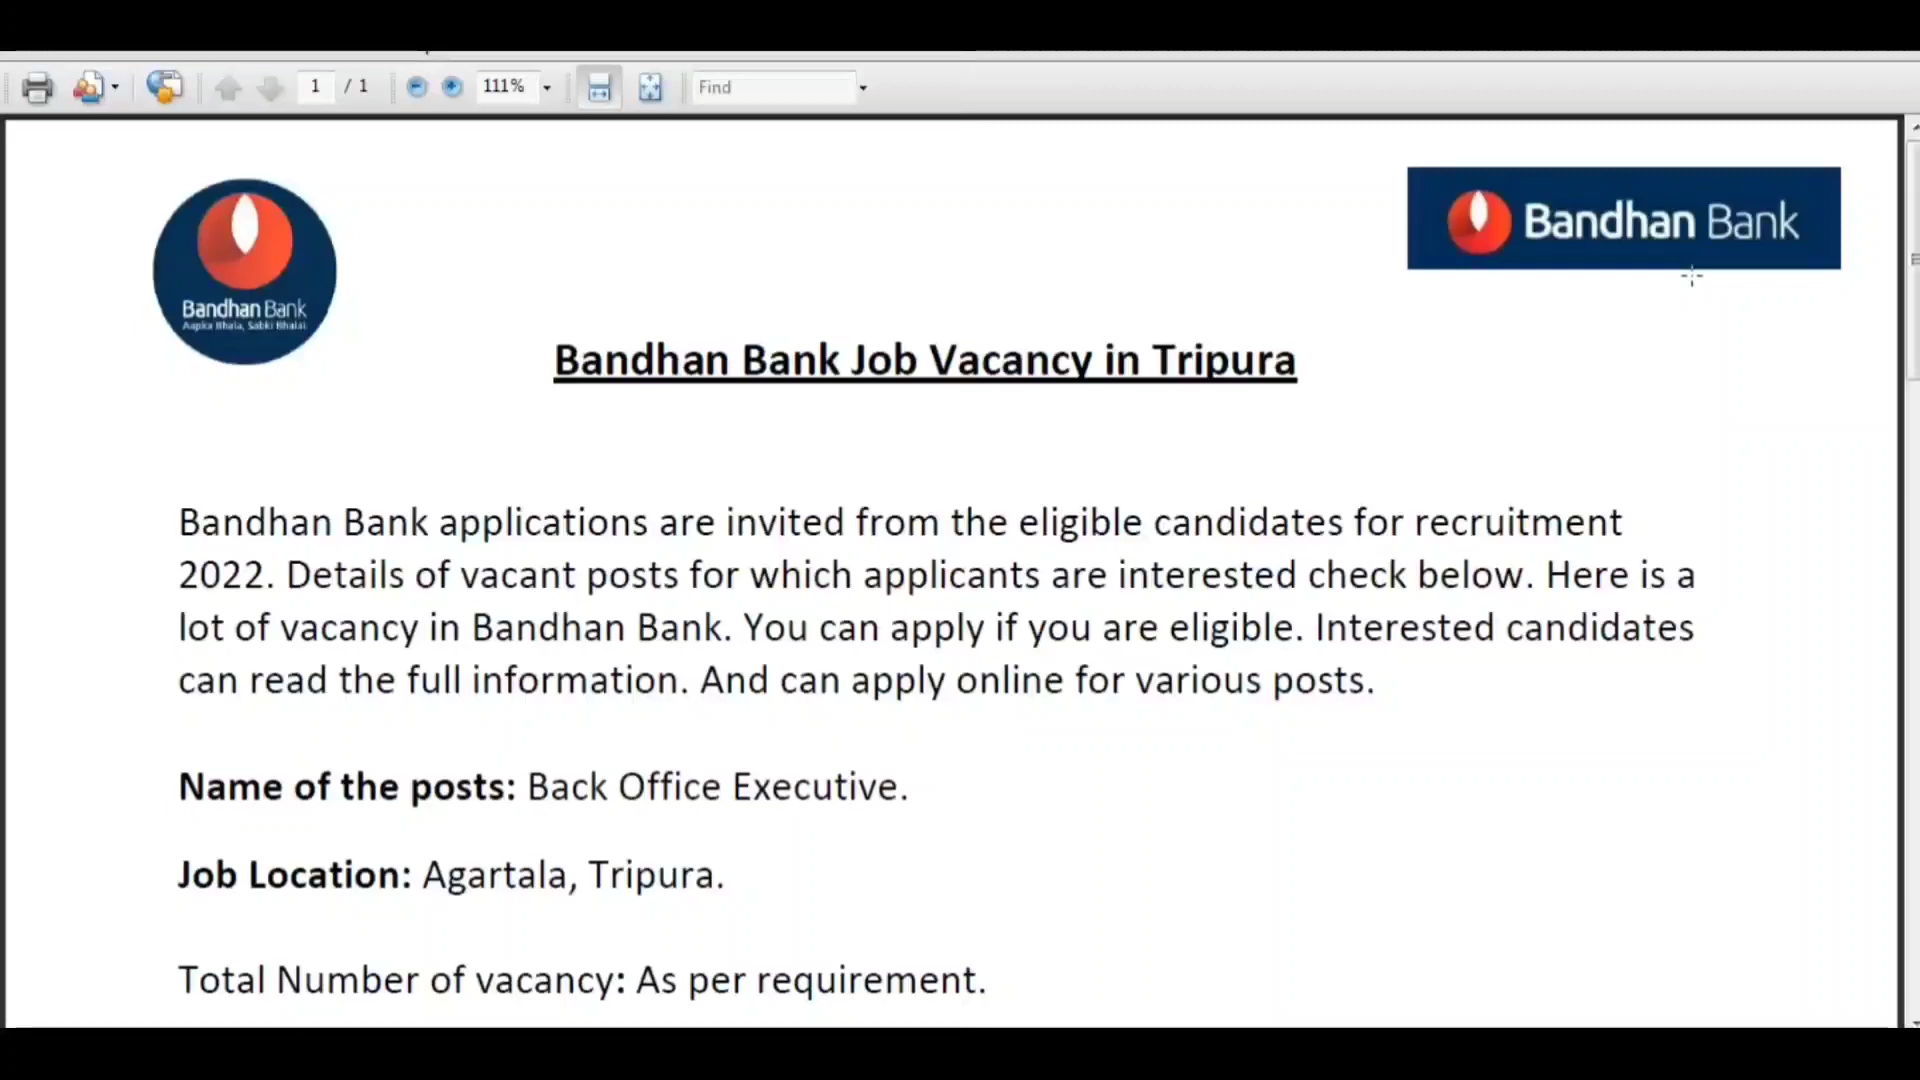 1 / 1 111% Find
Bandhan Bank
Bandhan Bank
Aapka Bhala, Sabki Bhalai
Bandhan Bank Job Vacancy in Tripura
Bandhan Bank applications are invited from the eligible candidates for recruitment
2022. Details of vacant posts for which applicants are interested check below. Here is a
lot of vacancy in Bandhan Bank. You can apply if you are eligible. Interested candidates
can read the full information. And can apply online for various posts.
Name of the posts: Back Office Executive.
Job Location: Agartala, Tripura.
Total Number of vacancy: As per requirement.